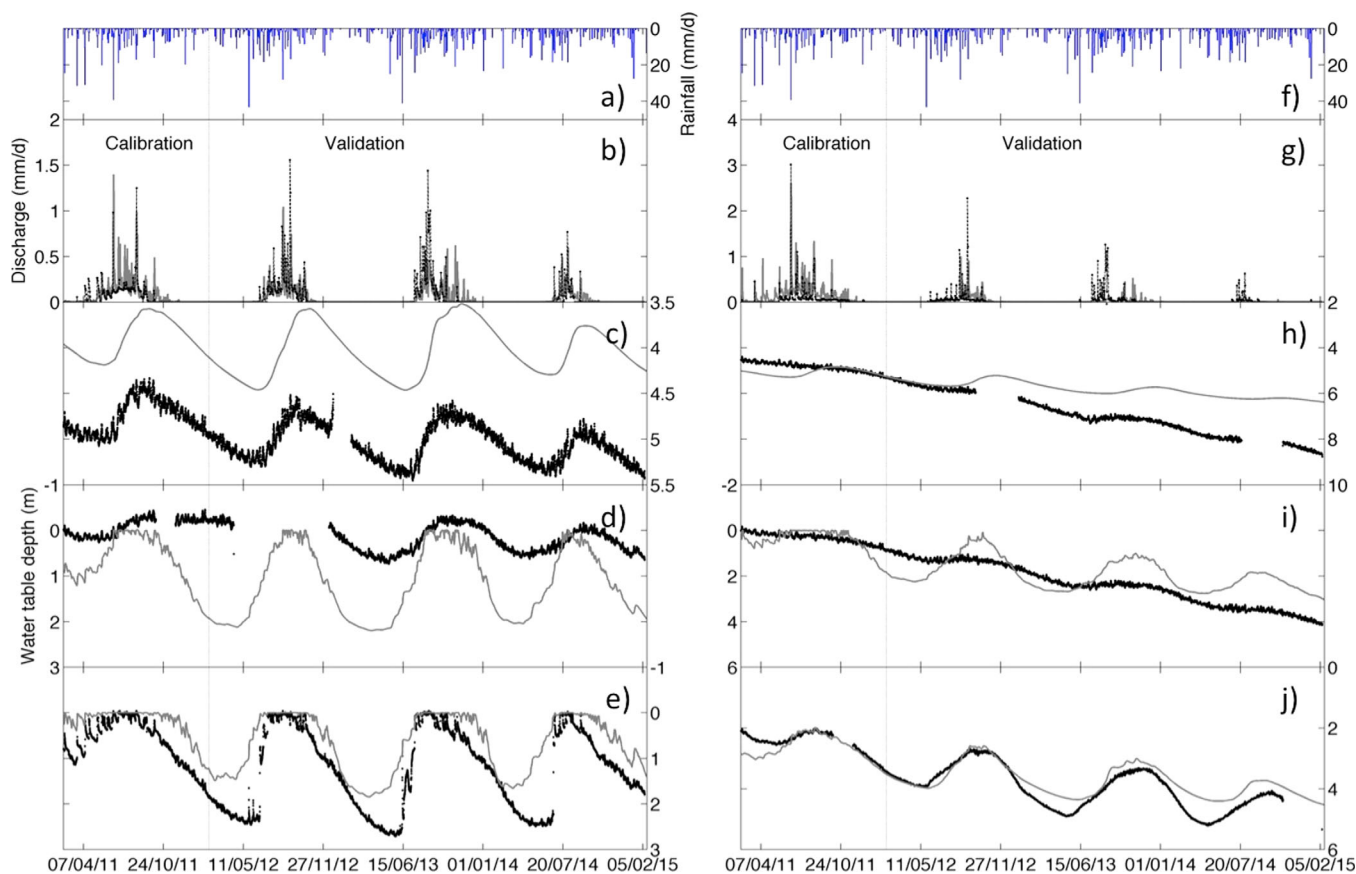 0
20
40
a)
Rainfall (mm/d)
0
20
40
f)
2
1.5
1
0.5
0
Discharge (mm/d)
Calibration
Validation
b)
4
3
2
1
0
Calibration
Validation
g)
3.5
4
4.5
5
5.5
c)
2
4
6
8
10
h)
-1
0
1
2
3
Water table depth (m)
d)
-2
0
2
4
6
i)
-1
0
1
2
3
e)
0
2
4
6
j)
07/04/11 24/10/11 11/05/12 27/11/12 15/06/13 01/01/14 20/07/14 05/02/15
07/04/11 24/10/11 11/05/12 27/11/12 15/06/13 01/01/14 20/07/14 05/02/15